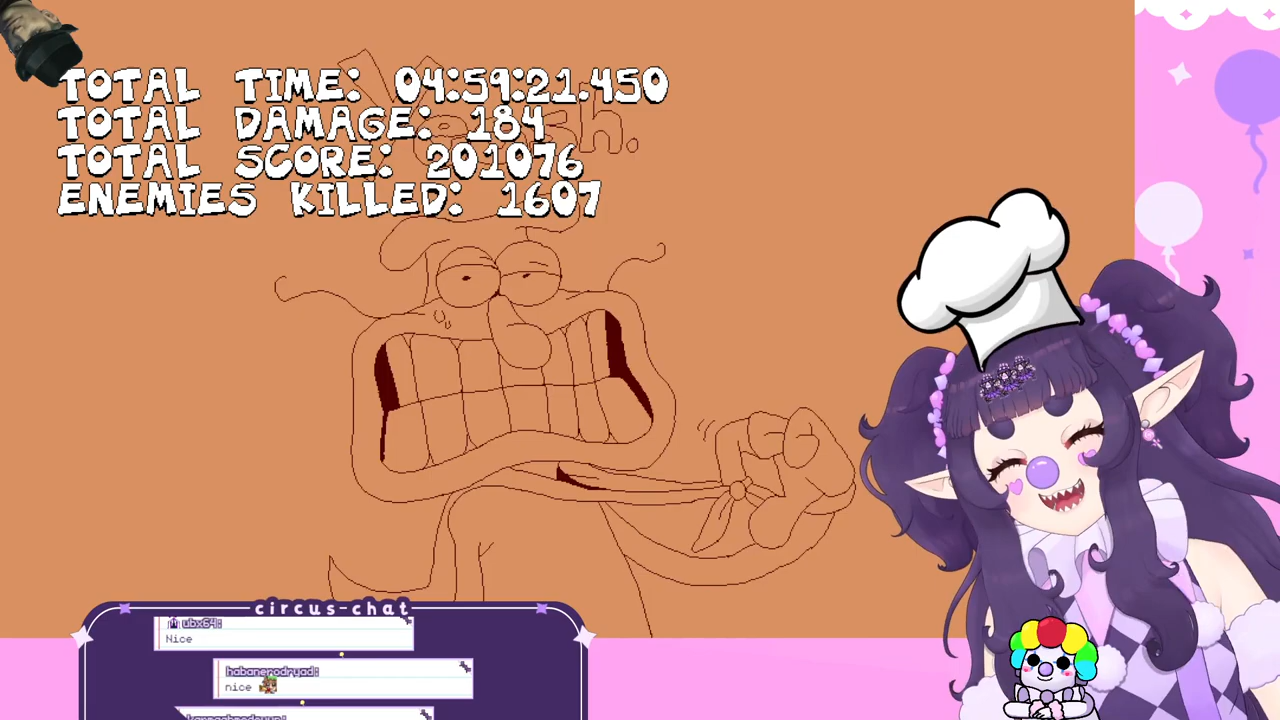 TOTAL TIME: 04:59:21.450
TOTAL DAMAGE: 184
TOTAL SCORE: 201076
ENEMIES KILLED: 1607
circus-chat
ubx64:
Nice
habanerodryad:
nice